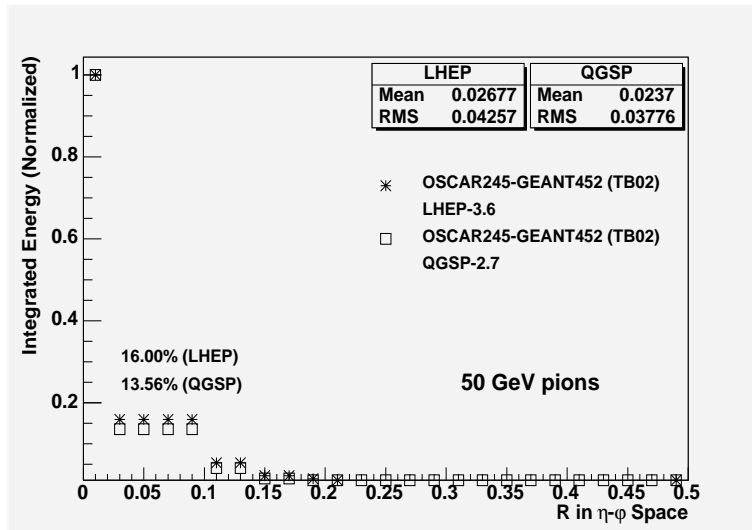 Integrated Energy (Normalized)
1
0.8
0.6
0.4
0.2
LHEP
Mean 0.02677
RMS 0.04257
QGSP
Mean 0.0237
RMS 0.03776
OSCAR245-GEANT452 (TB02)
LHEP-3.6
OSCAR245-GEANT452 (TB02)
QGSP-2.7
16.00% (LHEP)
13.56% (QGSP)
50 GeV pions
0 0.05 0.1 0.15 0.2 0.25 0.3 0.35 0.4 0.45 0.5
R in η-φ Space